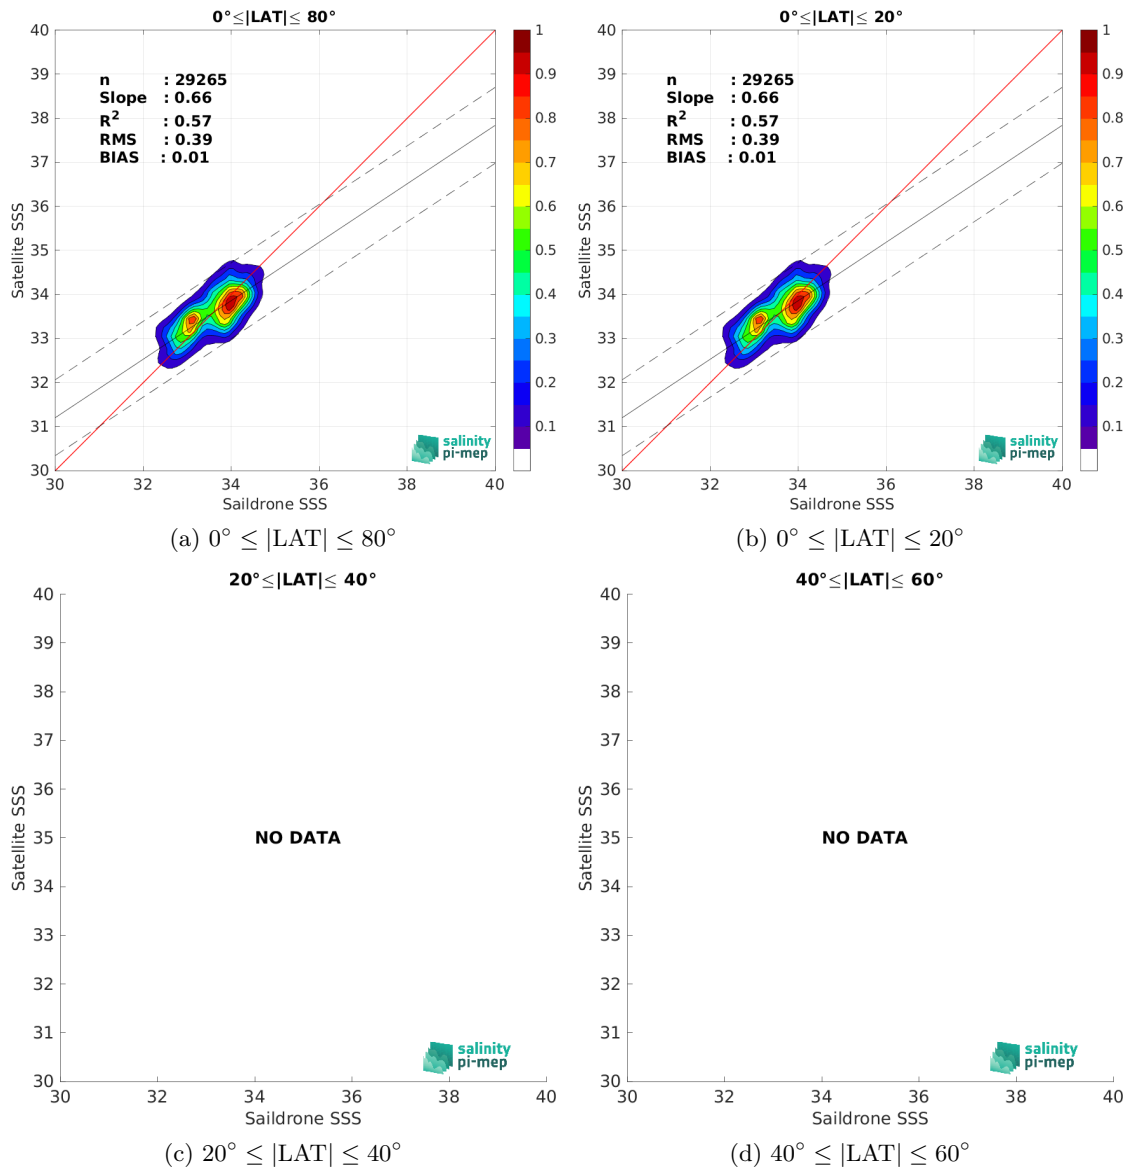 0°≤|LAT|≤ 80°
40
39
38
37
36
35
34
33
32
31
30
30
32
34
36
38
40
Satellite SSS
Saildrone SSS
n : 29265
Slope : 0.66
R² : 0.57
RMS : 0.39
BIAS : 0.01
1
0.9
0.8
0.7
0.6
0.5
0.4
0.3
0.2
0.1
salinity
pi-mep
(a) 0° ≤ |LAT| ≤ 80°
0°≤|LAT|≤ 20°
40
39
38
37
36
35
34
33
32
31
30
30
32
34
36
38
40
Satellite SSS
Saildrone SSS
n : 29265
Slope : 0.66
R² : 0.57
RMS : 0.39
BIAS : 0.01
1
0.9
0.8
0.7
0.6
0.5
0.4
0.3
0.2
0.1
salinity
pi-mep
(b) 0° ≤ |LAT| ≤ 20°
20°≤|LAT|≤ 40°
40
39
38
37
36
35
34
33
32
31
30
30
32
34
36
38
40
Satellite SSS
Saildrone SSS
NO DATA
salinity
pi-mep
(c) 20° ≤ |LAT| ≤ 40°
40°≤|LAT|≤ 60°
40
39
38
37
36
35
34
33
32
31
30
30
32
34
36
38
40
Satellite SSS
Saildrone SSS
NO DATA
salinity
pi-mep
(d) 40° ≤ |LAT| ≤ 60°